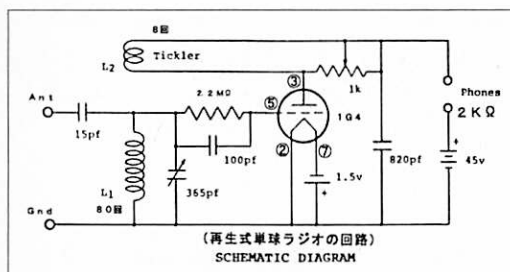 8回
L2
Tickler
③
1k
Phones
2KΩ
Ant
2.2MΩ
⑤
1G4
15pf
②
⑦
100pf
820pf
+
45v
1.5v
+
L1
80回
365pf
Gnd
(再生式単球ラジオの回路)
SCHEMATIC DIAGRAM